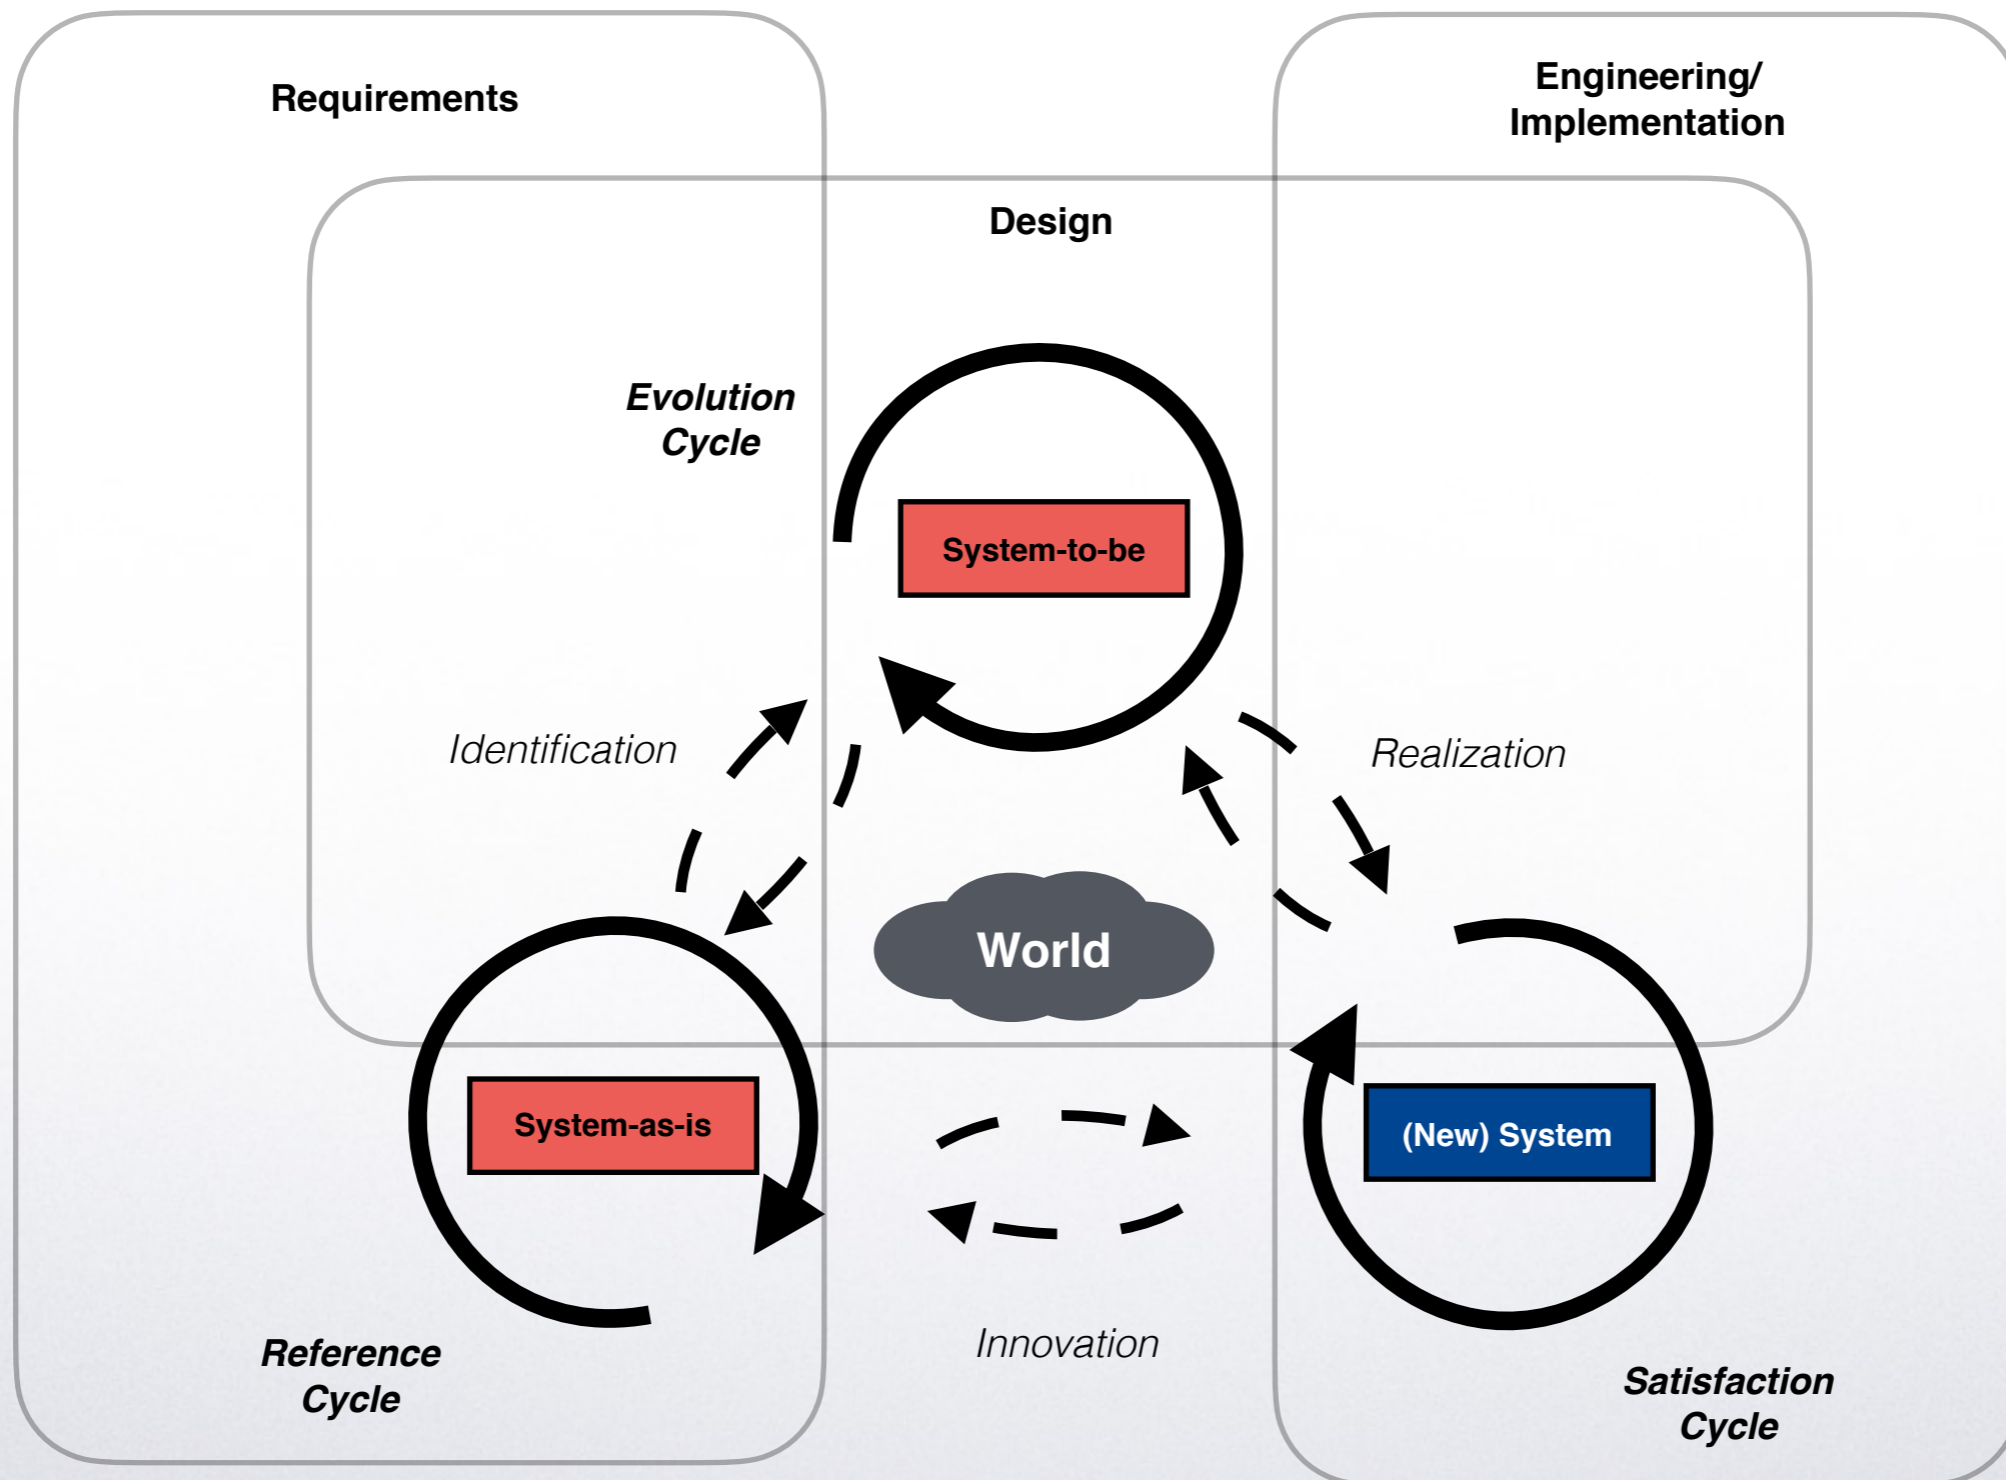 Requirements
Engineering/
Implementation
Design
Evolution
Cycle
System-to-be
Identification
Realization
World
System-as-is
(New) System
Reference
Cycle
Innovation
Satisfaction
Cycle